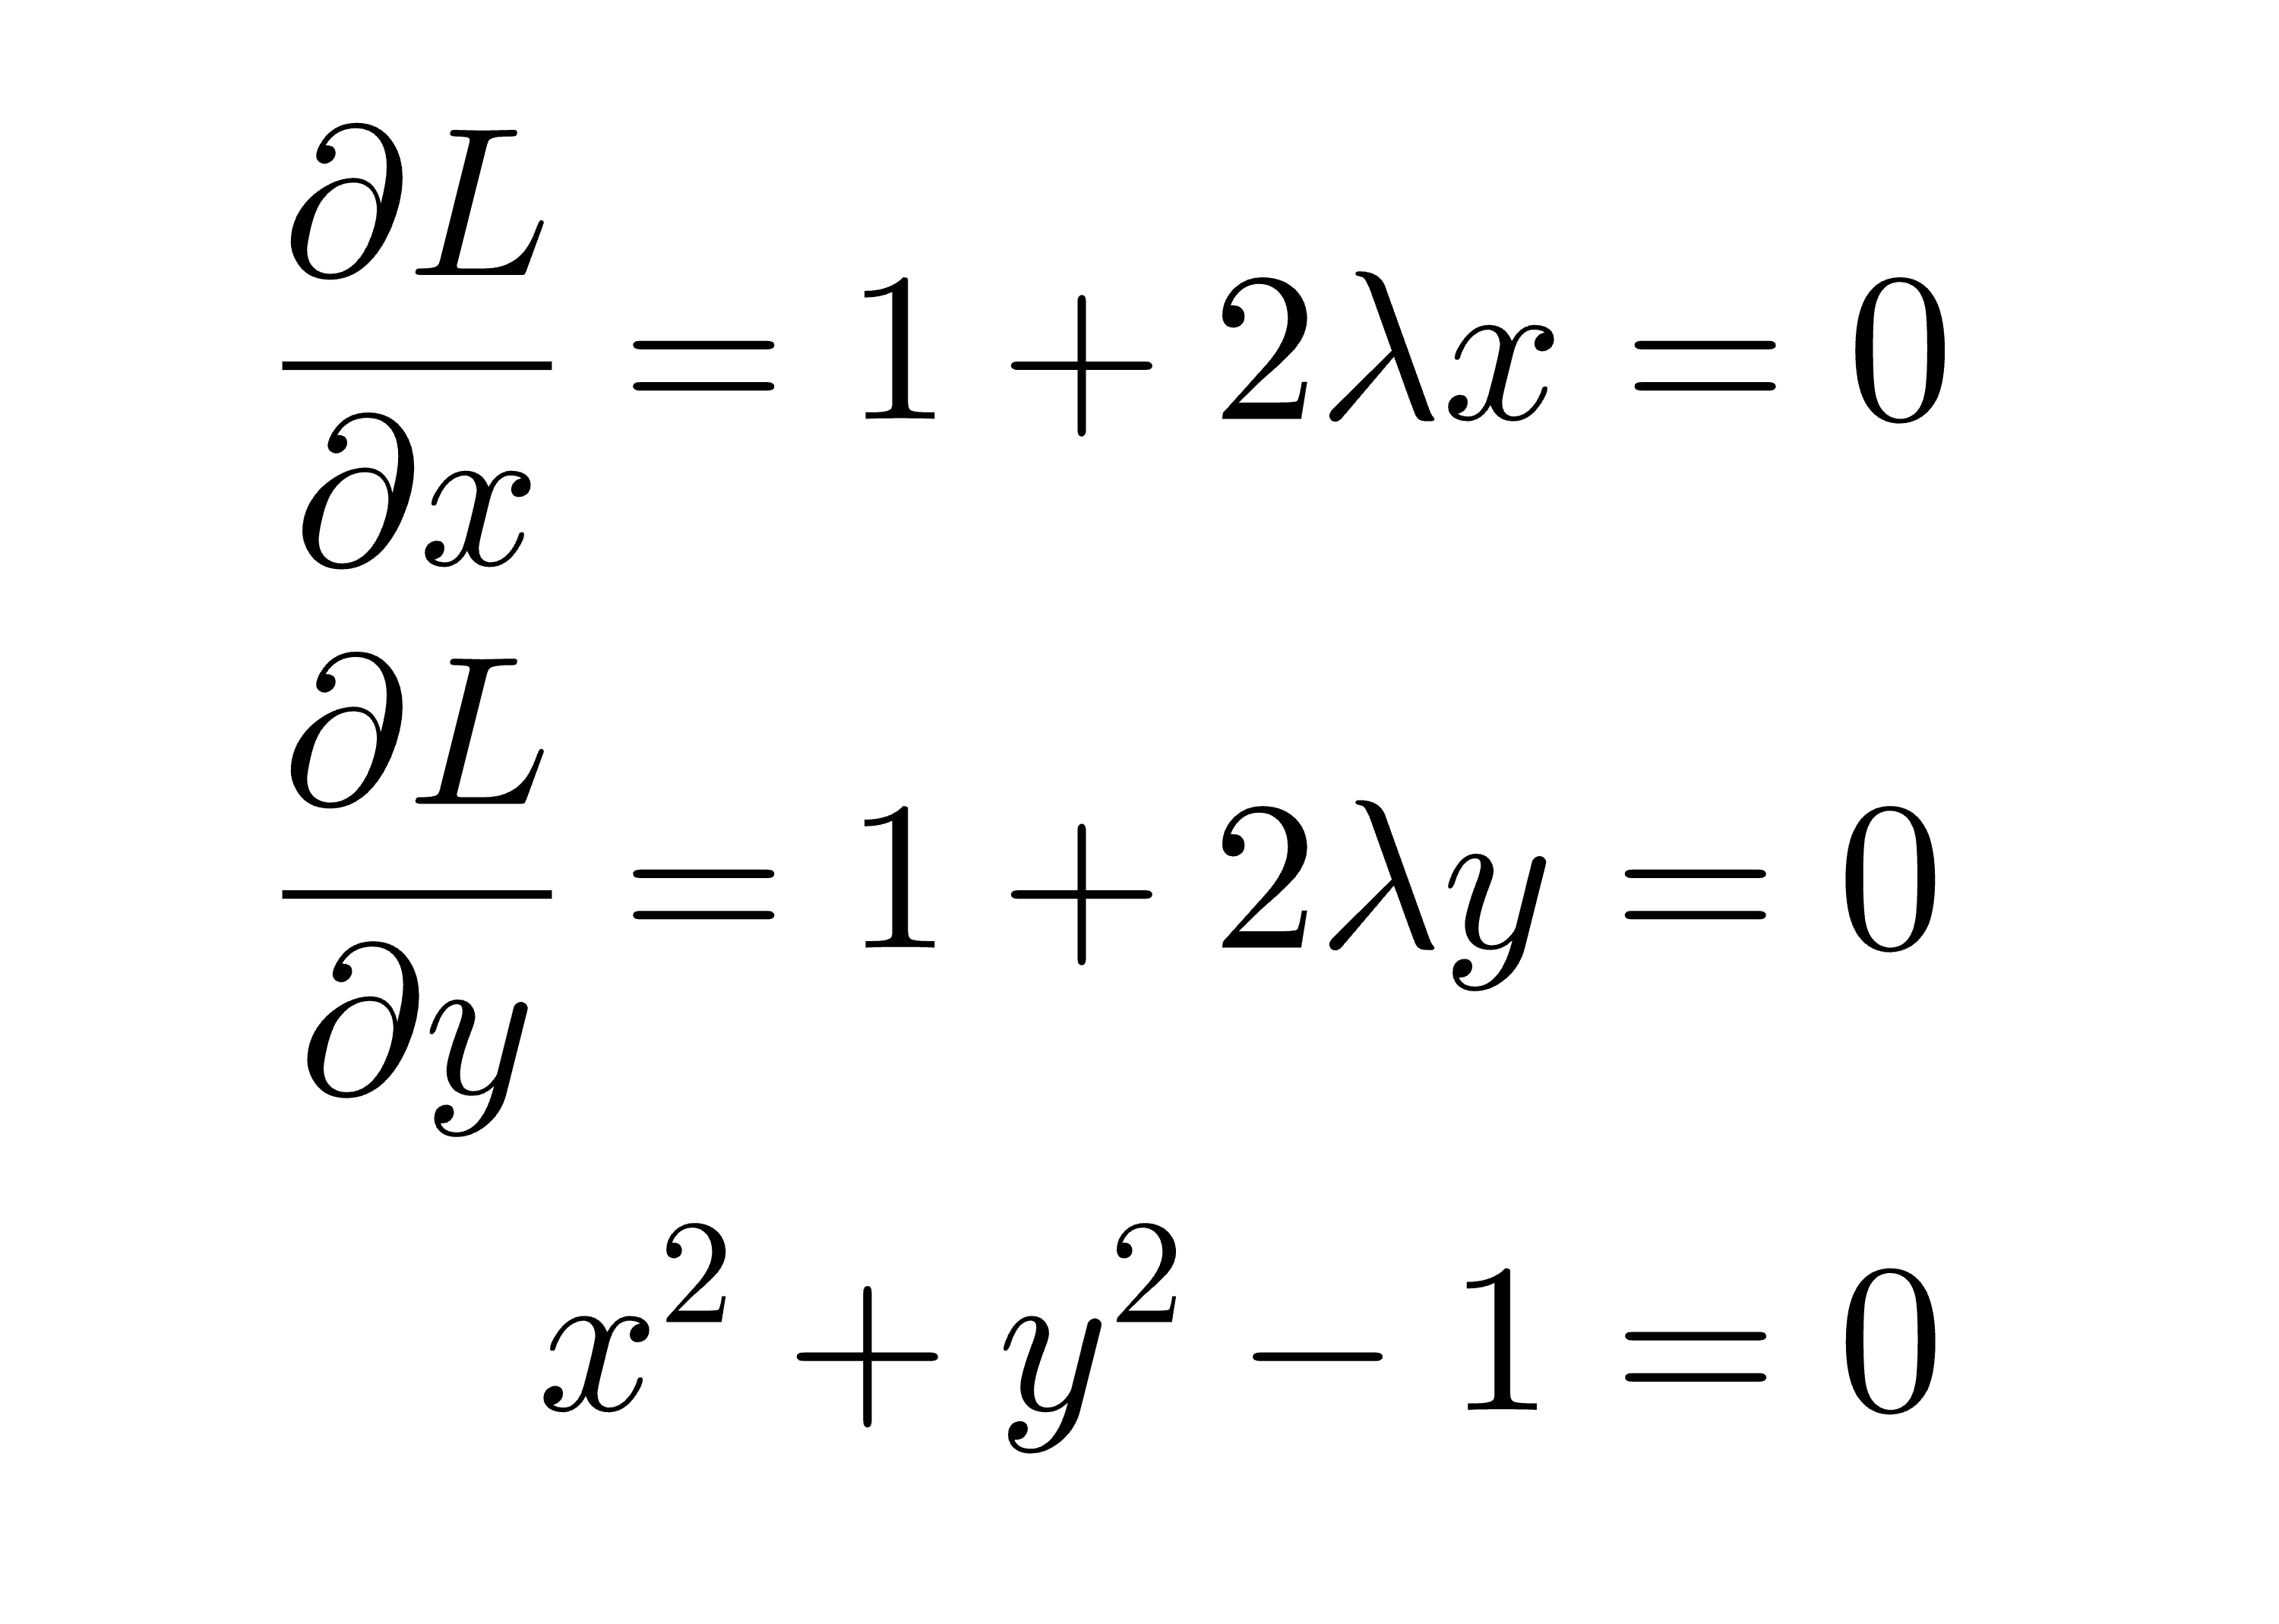 ∂L/∂x = 1 + 2λx = 0
∂L/∂y = 1 + 2λy = 0
x² + y² − 1 = 0